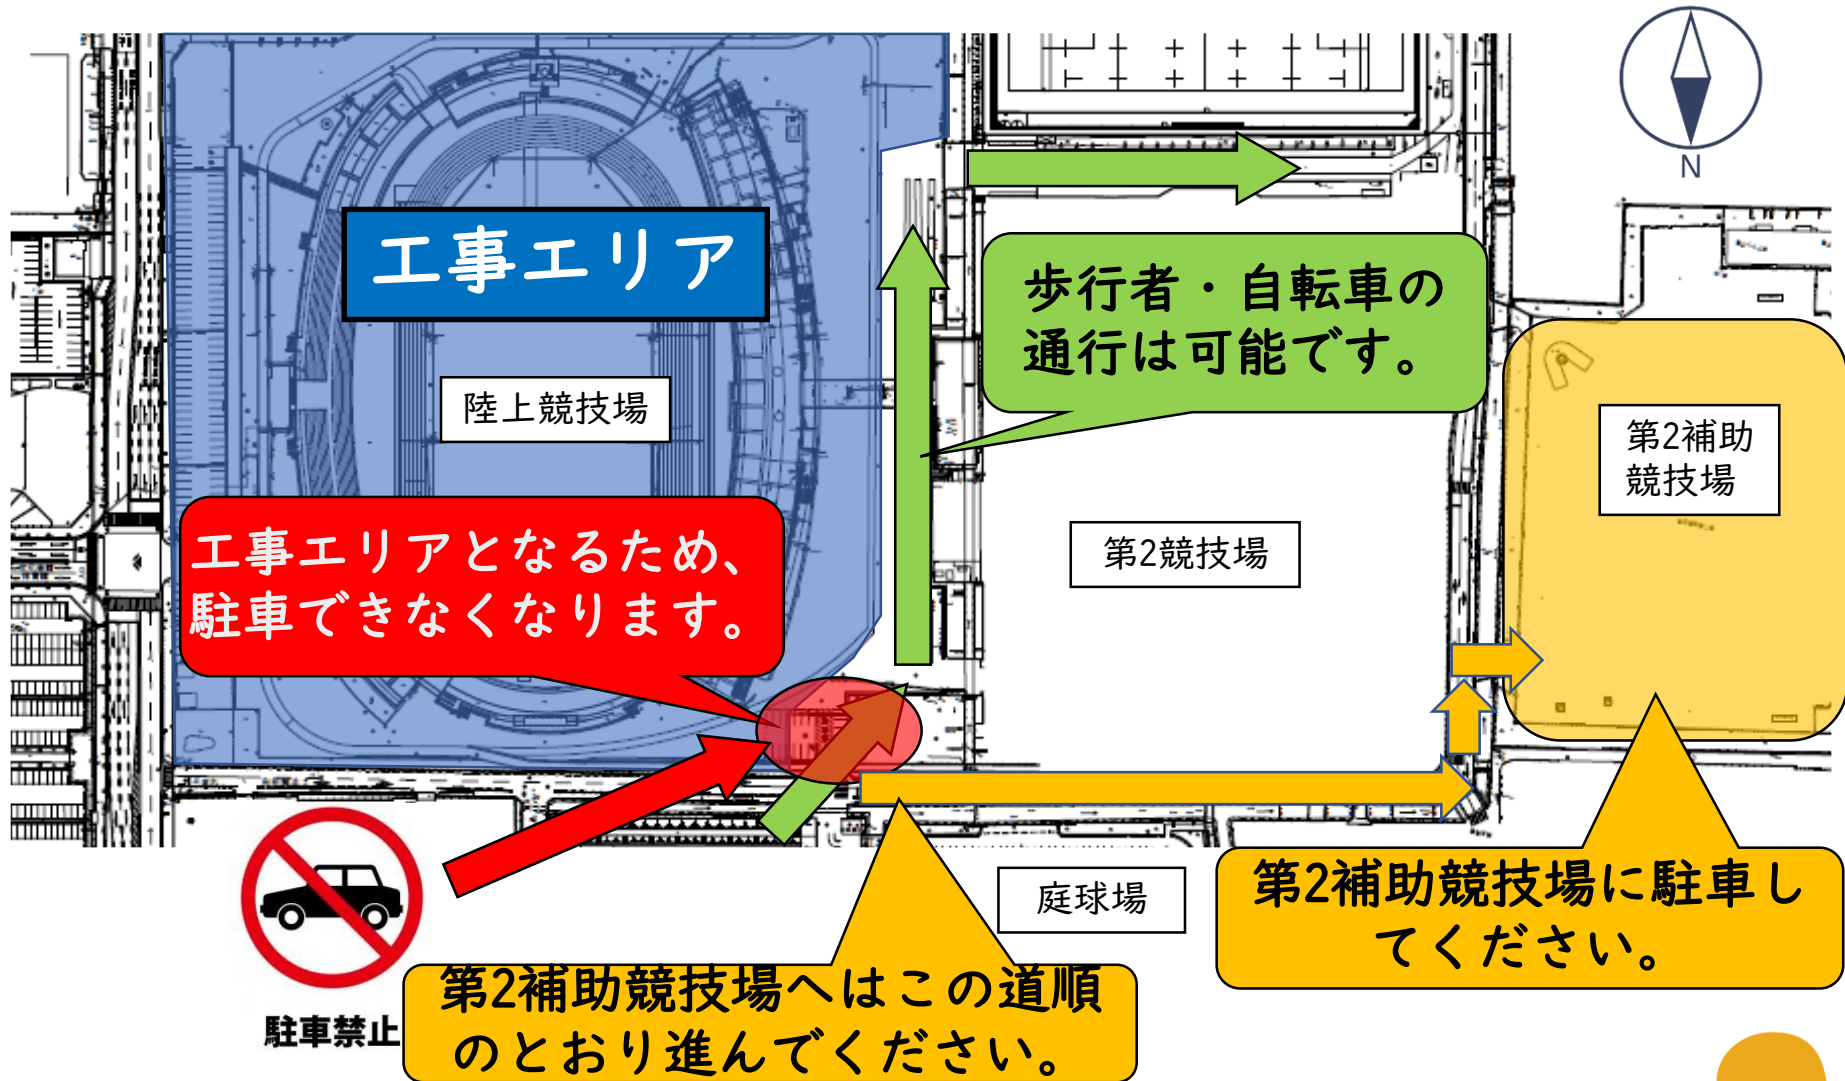 N
工事エリア
歩行者・自転車の
通行は可能です。
陸上競技場
第2補助
競技場
工事エリアとなるため、
駐車できなくなります。
第2競技場
庭球場
第2補助競技場に駐車し
てください。
第2補助競技場へはこの道順
のとおり進んでください。
駐車禁止